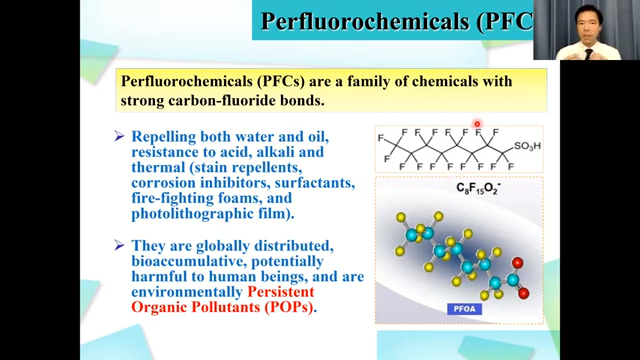 Perfluorochemicals (PFC
Perfluorochemicals (PFCs) are a family of chemicals with
strong carbon-fluoride bonds.
Repelling both water and oil,
resistance to acid, alkali and
thermal (stain repellents,
corrosion inhibitors, surfactants,
fire-fighting foams, and
photolithographic film).
They are globally distributed,
bioaccumulative, potentially
harmful to human beings, and are
environmentally Persistent
Organic Pollutants (POPs).
F F F F F F F F
F SO₃H
F
F F F F F F F F
C₈F₁₅O₂⁻
PFOA